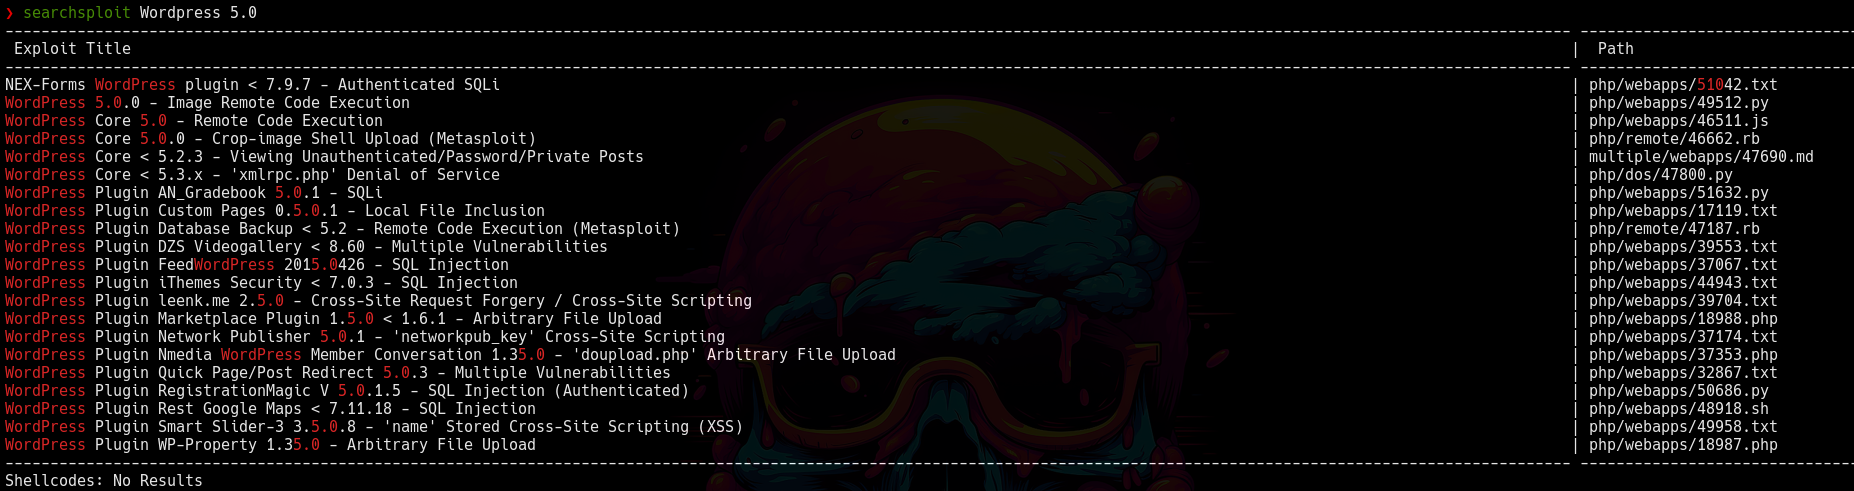 ❯ searchsploit Wordpress 5.0
Exploit Title | Path
NEX-Forms WordPress plugin < 7.9.7 - Authenticated SQLi | php/webapps/51042.txt
WordPress 5.0.0 - Image Remote Code Execution | php/webapps/49512.py
WordPress Core 5.0 - Remote Code Execution | php/webapps/46511.js
WordPress Core 5.0.0 - Crop-image Shell Upload (Metasploit) | php/remote/46662.rb
WordPress Core < 5.2.3 - Viewing Unauthenticated/Password/Private Posts | multiple/webapps/47690.md
WordPress Core < 5.3.x - 'xmlrpc.php' Denial of Service | php/dos/47800.py
WordPress Plugin AN_Gradebook 5.0.1 - SQLi | php/webapps/51632.py
WordPress Plugin Custom Pages 0.5.0.1 - Local File Inclusion | php/webapps/17119.txt
WordPress Plugin Database Backup < 5.2 - Remote Code Execution (Metasploit) | php/remote/47187.rb
WordPress Plugin DZS Videogallery < 8.60 - Multiple Vulnerabilities | php/webapps/39553.txt
WordPress Plugin FeedWordPress 2015.0426 - SQL Injection | php/webapps/37067.txt
WordPress Plugin iThemes Security < 7.0.3 - SQL Injection | php/webapps/44943.txt
WordPress Plugin leenk.me 2.5.0 - Cross-Site Request Forgery / Cross-Site Scripting | php/webapps/39704.txt
WordPress Plugin Marketplace Plugin 1.5.0 < 1.6.1 - Arbitrary File Upload | php/webapps/18988.php
WordPress Plugin Network Publisher 5.0.1 - 'networkpub_key' Cross-Site Scripting | php/webapps/37174.txt
WordPress Plugin Nmedia WordPress Member Conversation 1.35.0 - 'doupload.php' Arbitrary File Upload | php/webapps/37353.php
WordPress Plugin Quick Page/Post Redirect 5.0.3 - Multiple Vulnerabilities | php/webapps/32867.txt
WordPress Plugin RegistrationMagic V 5.0.1.5 - SQL Injection (Authenticated) | php/webapps/50686.py
WordPress Plugin Rest Google Maps < 7.11.18 - SQL Injection | php/webapps/48918.sh
WordPress Plugin Smart Slider-3 3.5.0.8 - 'name' Stored Cross-Site Scripting (XSS) | php/webapps/49958.txt
WordPress Plugin WP-Property 1.35.0 - Arbitrary File Upload | php/webapps/18987.php
Shellcodes: No Results